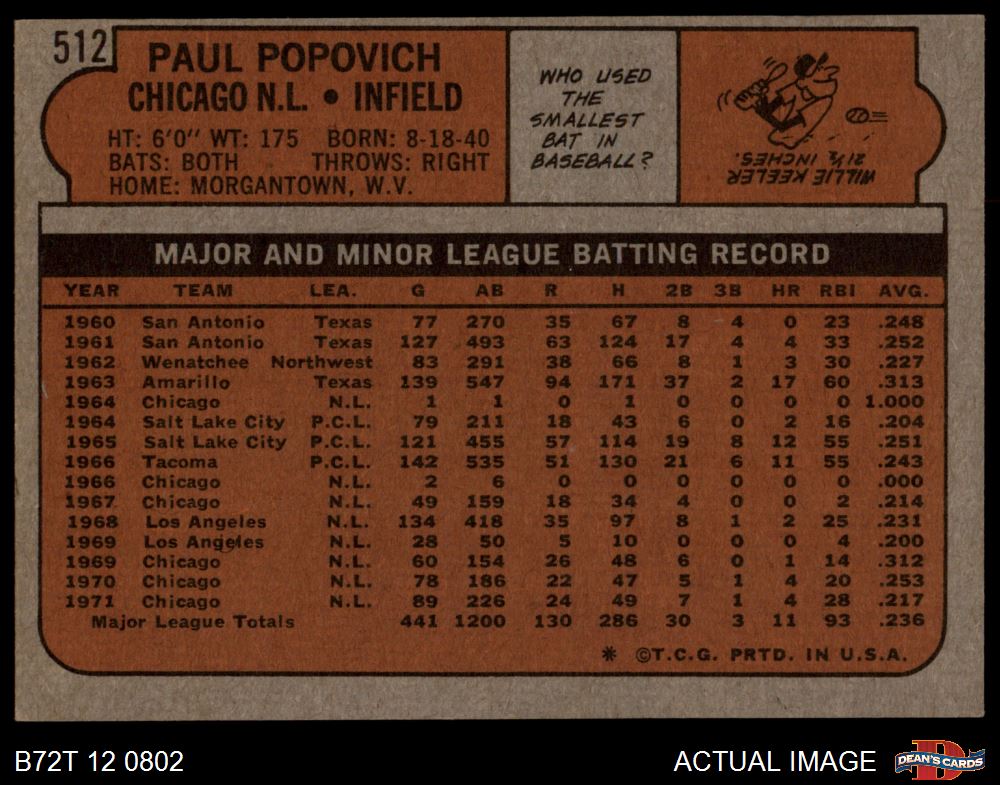 512
PAUL POPOVICH
CHICAGO N.L. • INFIELD
HT: 6'0" WT: 175 BORN: 8-18-40
BATS: BOTH THROWS: RIGHT
HOME: MORGANTOWN, W.V.
WHO USED
THE
SMALLEST
BAT IN
BASEBALL?
WILLIE KEELER
21½ INCHES.
MAJOR AND MINOR LEAGUE BATTING RECORD
YEAR TEAM LEA. G AB R H 2B 3B HR RBI AVG.
1960 San Antonio Texas 77 270 35 67 8 4 0 23 .248
1961 San Antonio Texas 127 493 63 124 17 4 4 33 .252
1962 Wenatchee Northwest 83 291 38 66 8 1 3 30 .227
1963 Amarillo Texas 139 547 94 171 37 2 17 60 .313
1964 Chicago N.L. 1 1 0 1 0 0 0 0 1.000
1964 Salt Lake City P.C.L. 79 211 18 43 6 0 2 16 .204
1965 Salt Lake City P.C.L. 121 455 57 114 19 8 12 55 .251
1966 Tacoma P.C.L. 142 535 51 130 21 6 11 55 .243
1966 Chicago N.L. 2 6 0 0 0 0 0 0 .000
1967 Chicago N.L. 49 159 18 34 4 0 0 2 .214
1968 Los Angeles N.L. 134 418 35 97 8 1 2 25 .231
1969 Los Angeles N.L. 28 50 5 10 0 0 0 4 .200
1969 Chicago N.L. 60 154 26 48 6 0 1 14 .312
1970 Chicago N.L. 78 186 22 47 5 1 4 20 .253
1971 Chicago N.L. 89 226 24 49 7 1 4 28 .217
Major League Totals 441 1200 130 286 30 3 11 93 .236
* ©T.C.G. PRTD. IN U.S.A.
B72T 12 0802
ACTUAL IMAGE
D
DEAN'S CARDS